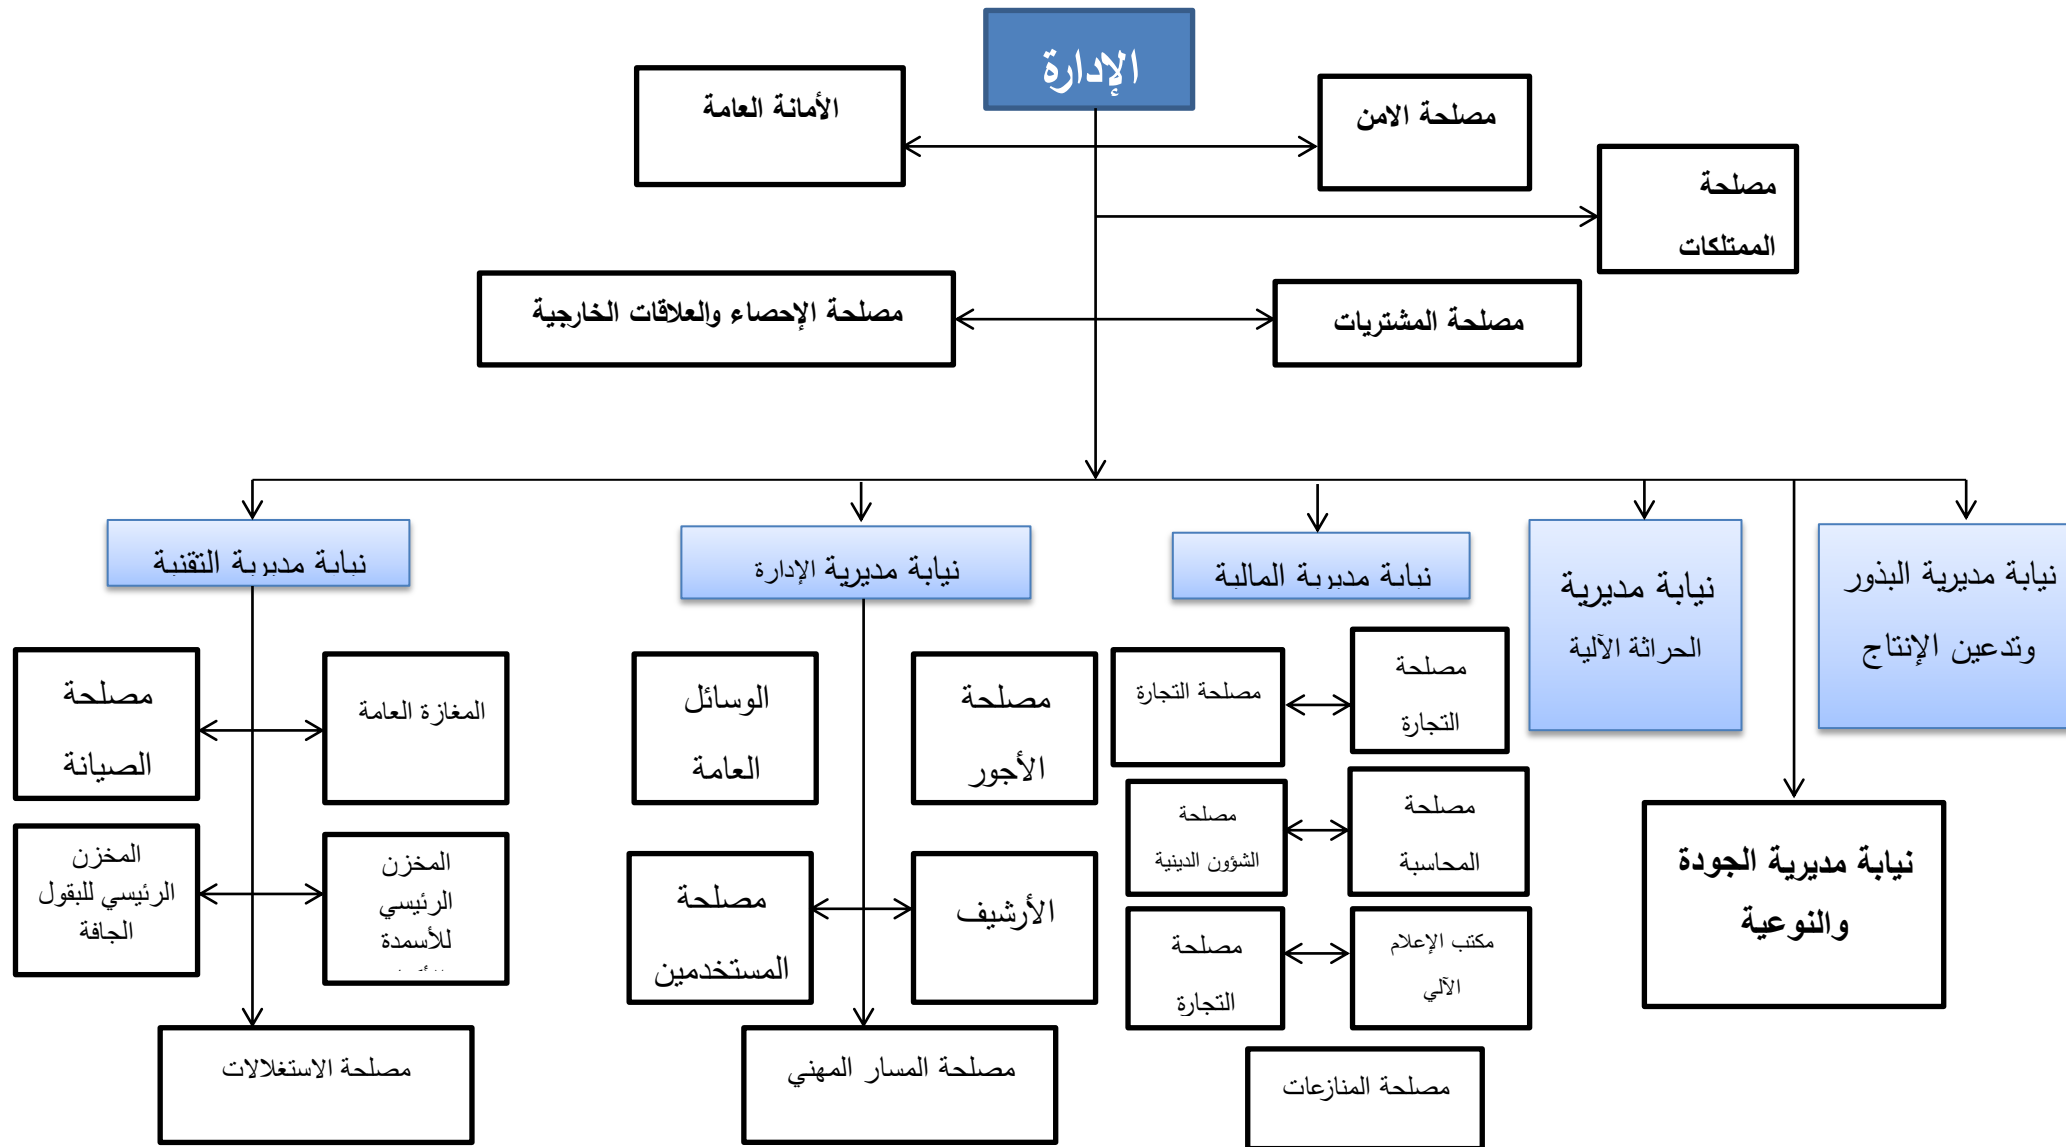 الإدارة
مصلحة الامن
الأمانة العامة
مصلحة
الممتلكات
مصلحة المشتريات
مصلحة الإحصاء والعلاقات الخارجية
نيابة مديرية البذور
وتدعين الإنتاج
نيابة مديرية
الحراثة الآلية
نيابة مديرية المالية
نيابة مديرية الإدارة
نيابة مديرية التقنية
نيابة مديرية الجودة
والنوعية
مصلحة
التجارة
مصلحة التجارة
مصلحة
المحاسبة
مصلحة
الشؤون الدينية
مكتب الإعلام
الآلي
مصلحة
التجارة
مصلحة المنازعات
مصلحة
الأجور
الوسائل
العامة
الأرشيف
مصلحة
المستخدمين
مصلحة المسار المهني
المغازة العامة
مصلحة
الصيانة
المخزن
الرئيسي
للأسمدة
المخزن
الرئيسي للبقول
الجافة
مصلحة الاستغلالات